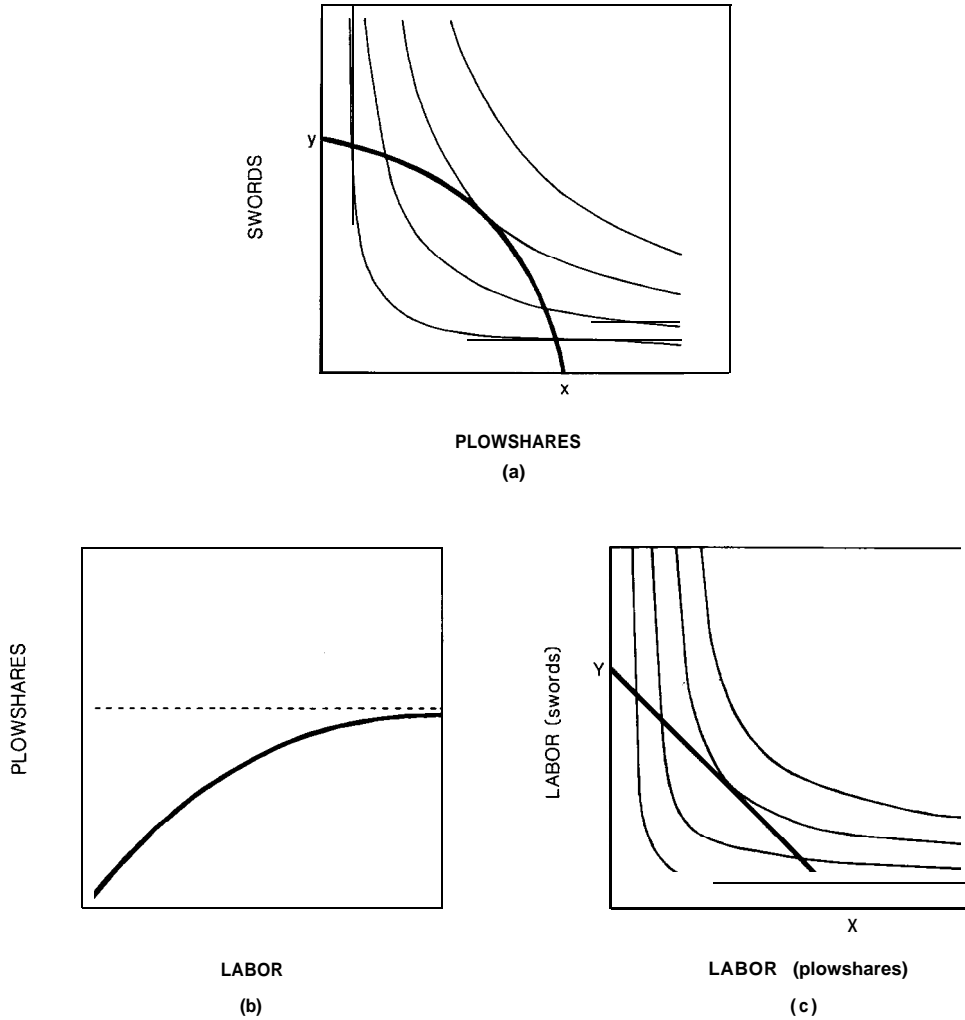 y
SWORDS
x
PLOWSHARES
(a)
PLOWSHARES
LABOR
(b)
LABOR (swords)
Y
X
LABOR (plowshares)
(c)